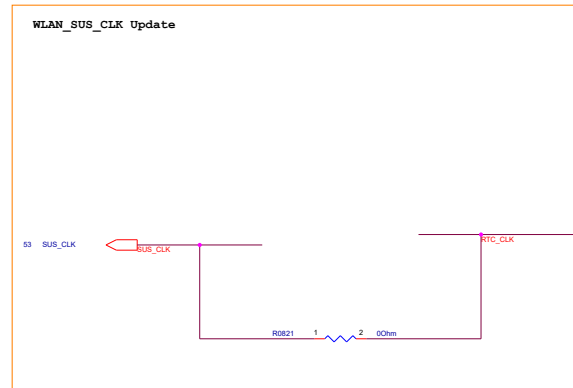 WLAN_SUS_CLK Update
RTC_CLK
53 SUS_CLK
SUS_CLK
R0821 1 2 0Ohm